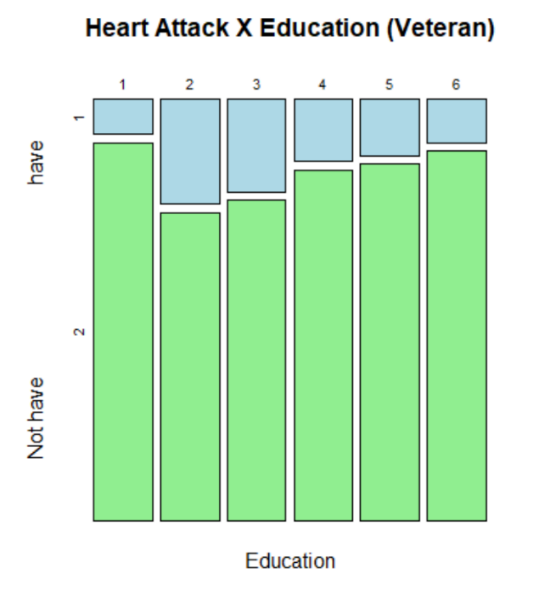 Heart Attack X Education (Veteran)
1 2 3 4 5 6
1
have
2
Not have
Education